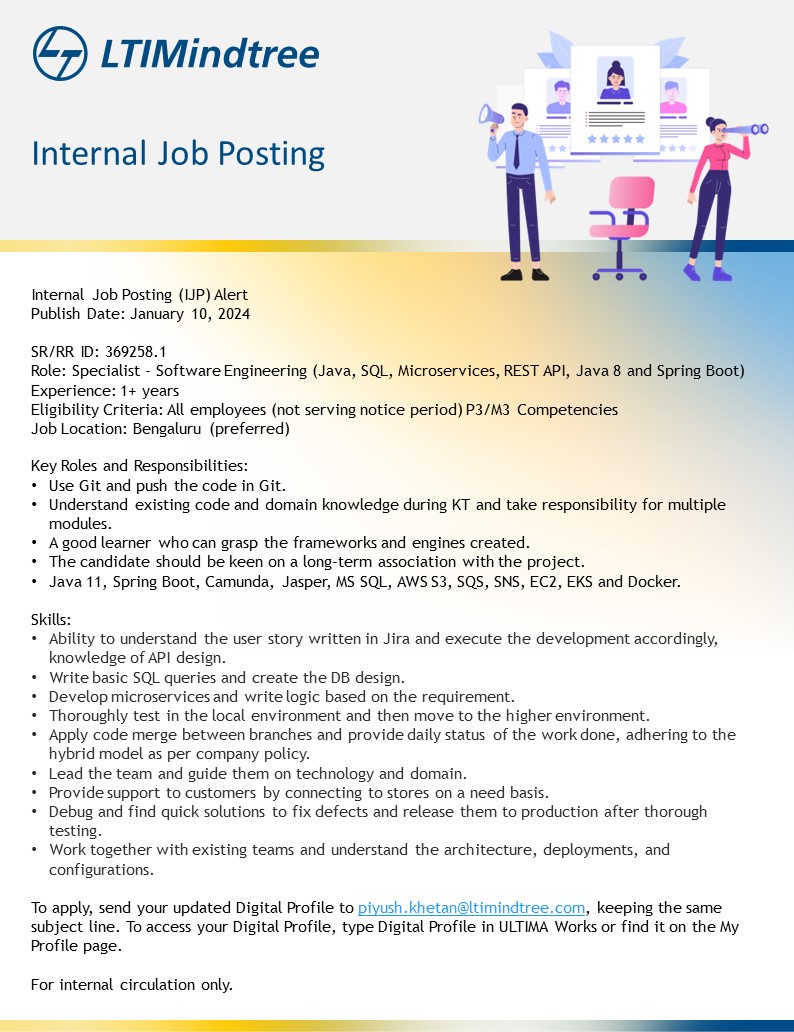 LTIMindtree
Internal Job Posting
Internal Job Posting (IJP) Alert
Publish Date: January 10, 2024
SR/RR ID: 369258.1
Role: Specialist - Software Engineering (Java, SQL, Microservices, REST API, Java 8 and Spring Boot)
Experience: 1+ years
Eligibility Criteria: All employees (not serving notice period) P3/M3 Competencies
Job Location: Bengaluru (preferred)
Key Roles and Responsibilities:
• Use Git and push the code in Git.
• Understand existing code and domain knowledge during KT and take responsibility for multiple
modules.
• A good learner who can grasp the frameworks and engines created.
• The candidate should be keen on a long-term association with the project.
• Java 11, Spring Boot, Camunda, Jasper, MS SQL, AWS S3, SQS, SNS, EC2, EKS and Docker.
Skills:
• Ability to understand the user story written in Jira and execute the development accordingly,
knowledge of API design.
• Write basic SQL queries and create the DB design.
• Develop microservices and write logic based on the requirement.
• Thoroughly test in the local environment and then move to the higher environment.
• Apply code merge between branches and provide daily status of the work done, adhering to the
hybrid model as per company policy.
• Lead the team and guide them on technology and domain.
• Provide support to customers by connecting to stores on a need basis.
• Debug and find quick solutions to fix defects and release them to production after thorough
testing.
• Work together with existing teams and understand the architecture, deployments, and
configurations.
To apply, send your updated Digital Profile to piyush.khetan@ltimindtree.com, keeping the same
subject line. To access your Digital Profile, type Digital Profile in ULTIMA Works or find it on the My
Profile page.
For internal circulation only.